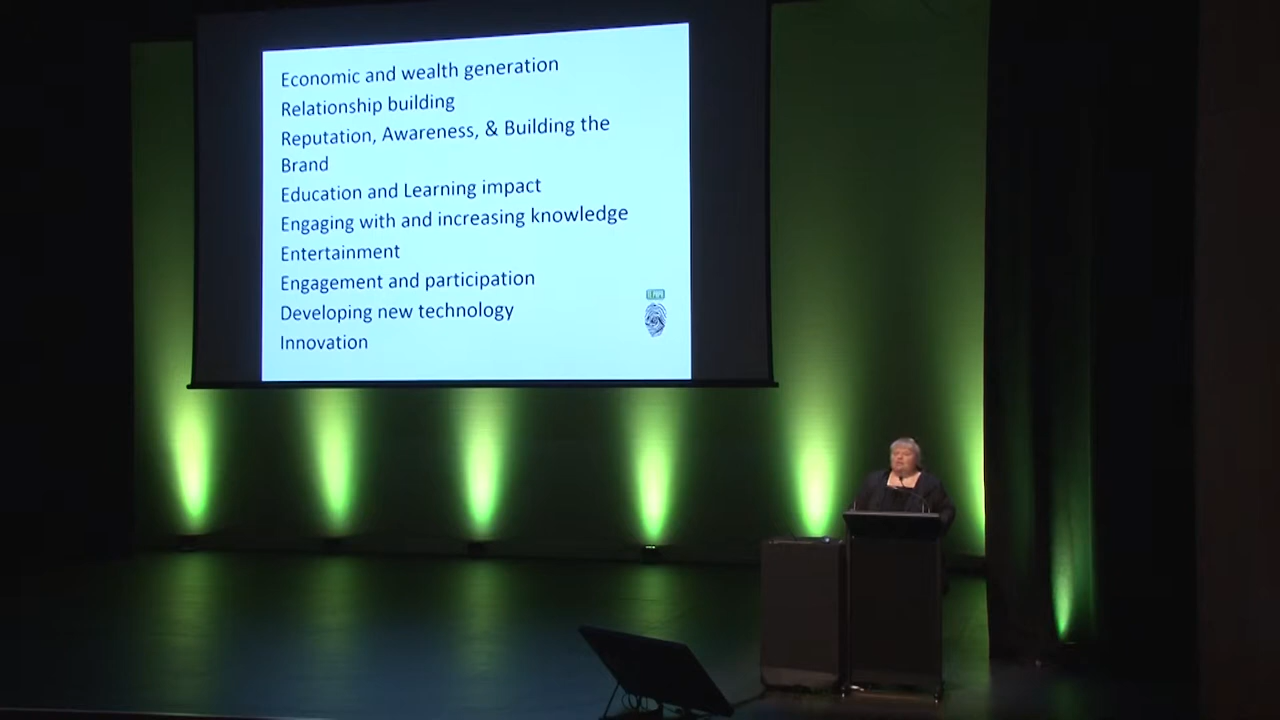 Economic and wealth generation
Relationship building
Reputation, Awareness, & Building the
Brand
Education and Learning impact
Engaging with and increasing knowledge
Entertainment
Engagement and participation
Developing new technology
Innovation